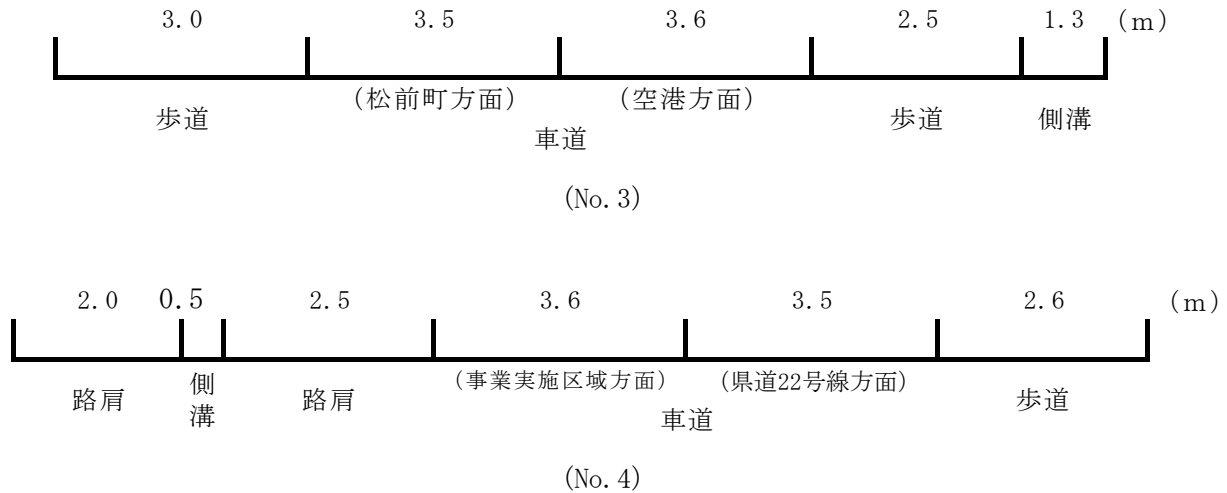 3.0 3.5 3.6 2.5 1.3 (m)
(松前町方面) (空港方面)
歩道 歩道 側溝
車道
(No.3)
2.0 0.5 2.5 3.6 3.5 2.6 (m)
(事業実施区域方面) (県道22号線方面)
路肩 側溝 路肩 歩道
車道
(No.4)